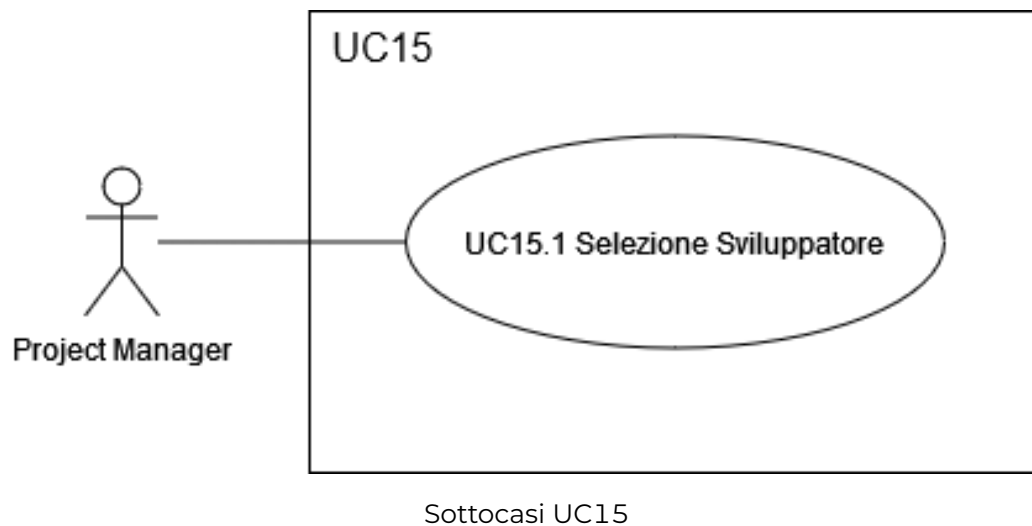 UC15
UC15.1 Selezione Sviluppatore
Project Manager
Sottocasi UC15